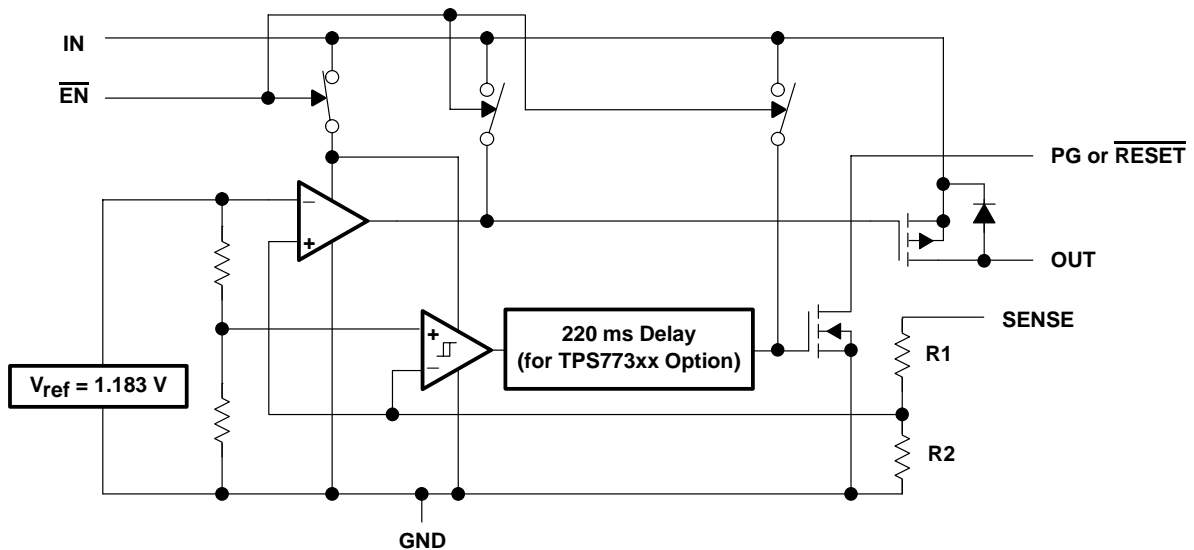 IN
EN
PG or RESET
OUT
SENSE
−
+
+
−
220 ms Delay
(for TPS773xx Option)
R1
Vref = 1.183 V
R2
GND